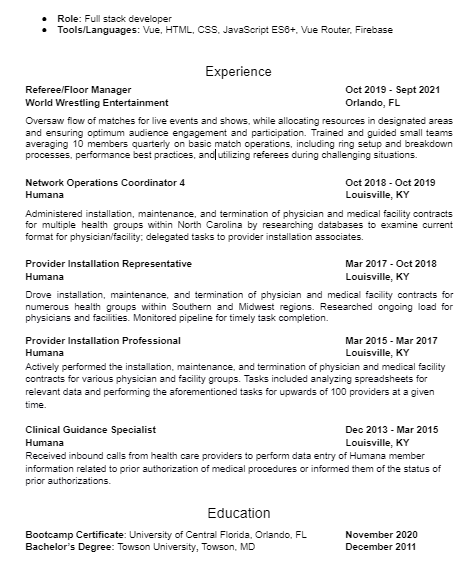 • Role: Full stack developer
• Tools/Languages: Vue, HTML, CSS, JavaScript ES6+, Vue Router, Firebase
Experience
Referee/Floor Manager Oct 2019 - Sept 2021
World Wrestling Entertainment Orlando, FL
Oversaw flow of matches for live events and shows, while allocating resources in designated areas
and ensuring optimum audience engagement and participation. Trained and guided small teams
averaging 10 members quarterly on basic match operations, including ring setup and breakdown
processes, performance best practices, and utilizing referees during challenging situations.
Network Operations Coordinator 4 Oct 2018 - Oct 2019
Humana Louisville, KY
Administered installation, maintenance, and termination of physician and medical facility contracts
for multiple health groups within North Carolina by researching databases to examine current
format for physician/facility; delegated tasks to provider installation associates.
Provider Installation Representative Mar 2017 - Oct 2018
Humana Louisville, KY
Drove installation, maintenance, and termination of physician and medical facility contracts for
numerous health groups within Southern and Midwest regions. Researched ongoing load for
physicians and facilities. Monitored pipeline for timely task completion.
Provider Installation Professional Mar 2015 - Mar 2017
Humana Louisville, KY
Actively performed the installation, maintenance, and termination of physician and medical facility
contracts for various physician and facility groups. Tasks included analyzing spreadsheets for
relevant data and performing the aforementioned tasks for upwards of 100 providers at a given
time.
Clinical Guidance Specialist Dec 2013 - Mar 2015
Humana Louisville, KY
Received inbound calls from health care providers to perform data entry of Humana member
information related to prior authorization of medical procedures or informed them of the status of
prior authorizations.
Education
Bootcamp Certificate: University of Central Florida, Orlando, FL November 2020
Bachelor's Degree: Towson University, Towson, MD December 2011